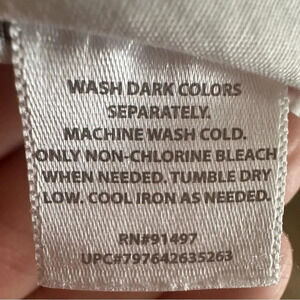 WASH DARK COLORS
SEPARATELY.
MACHINE WASH COLD.
ONLY NON-CHLORINE BLEACH
WHEN NEEDED. TUMBLE DRY
LOW. COOL IRON AS NEEDED.
RN#91497
UPC#797642635263